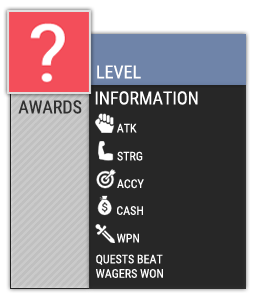 ?
LEVEL
AWARDS
INFORMATION
ATK
STRG
ACCY
$ CASH
WPN
QUESTS BEAT
WAGERS WON